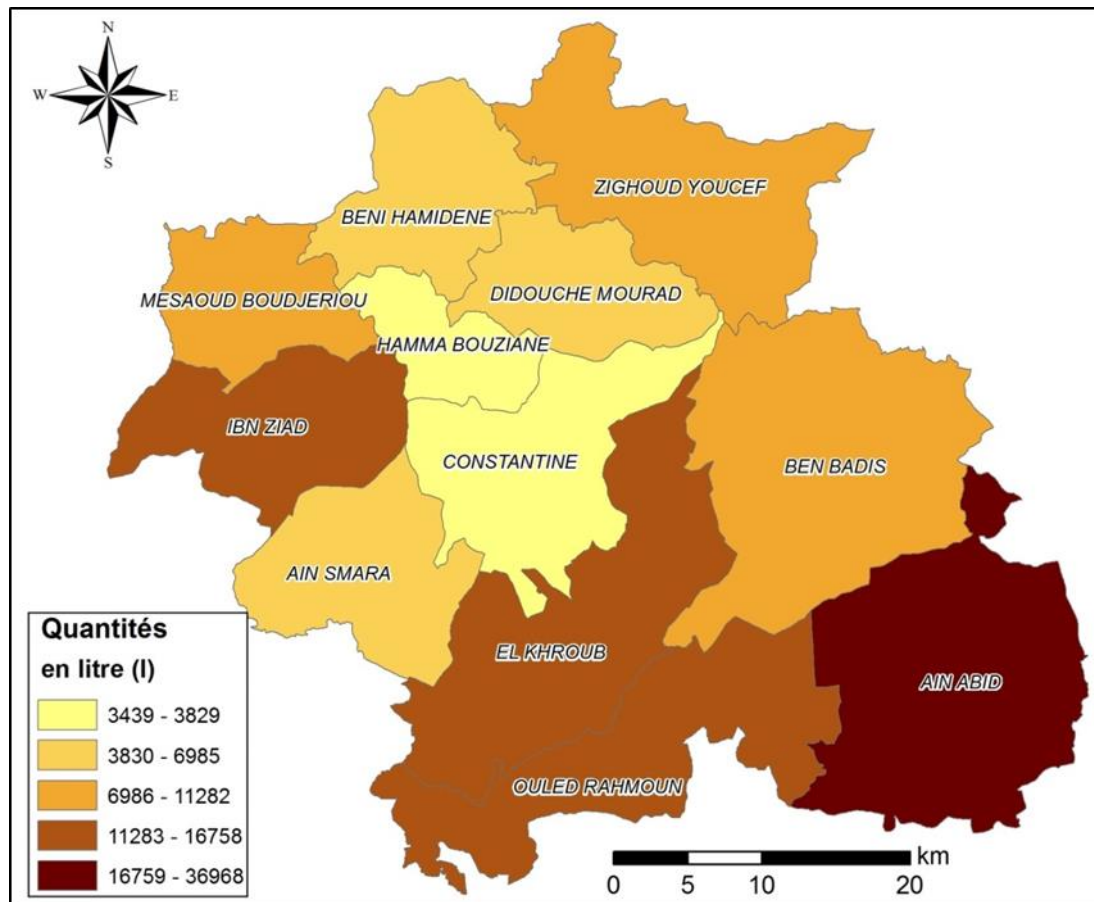 N
W E
S
ZIGHOUD YOUCEF
BENI HAMIDENE
DIDOUCHE MOURAD
MESAOUD BOUDJERIOU
HAMMA BOUZIANE
IBN ZIAD
CONSTANTINE
BEN BADIS
AIN SMARA
EL KHROUB
AIN ABID
OULED RAHMOUN
Quantités
en litre (l)
3439 - 3829
3830 - 6985
6986 - 11282
11283 - 16758
16759 - 36968
km
0 5 10 20